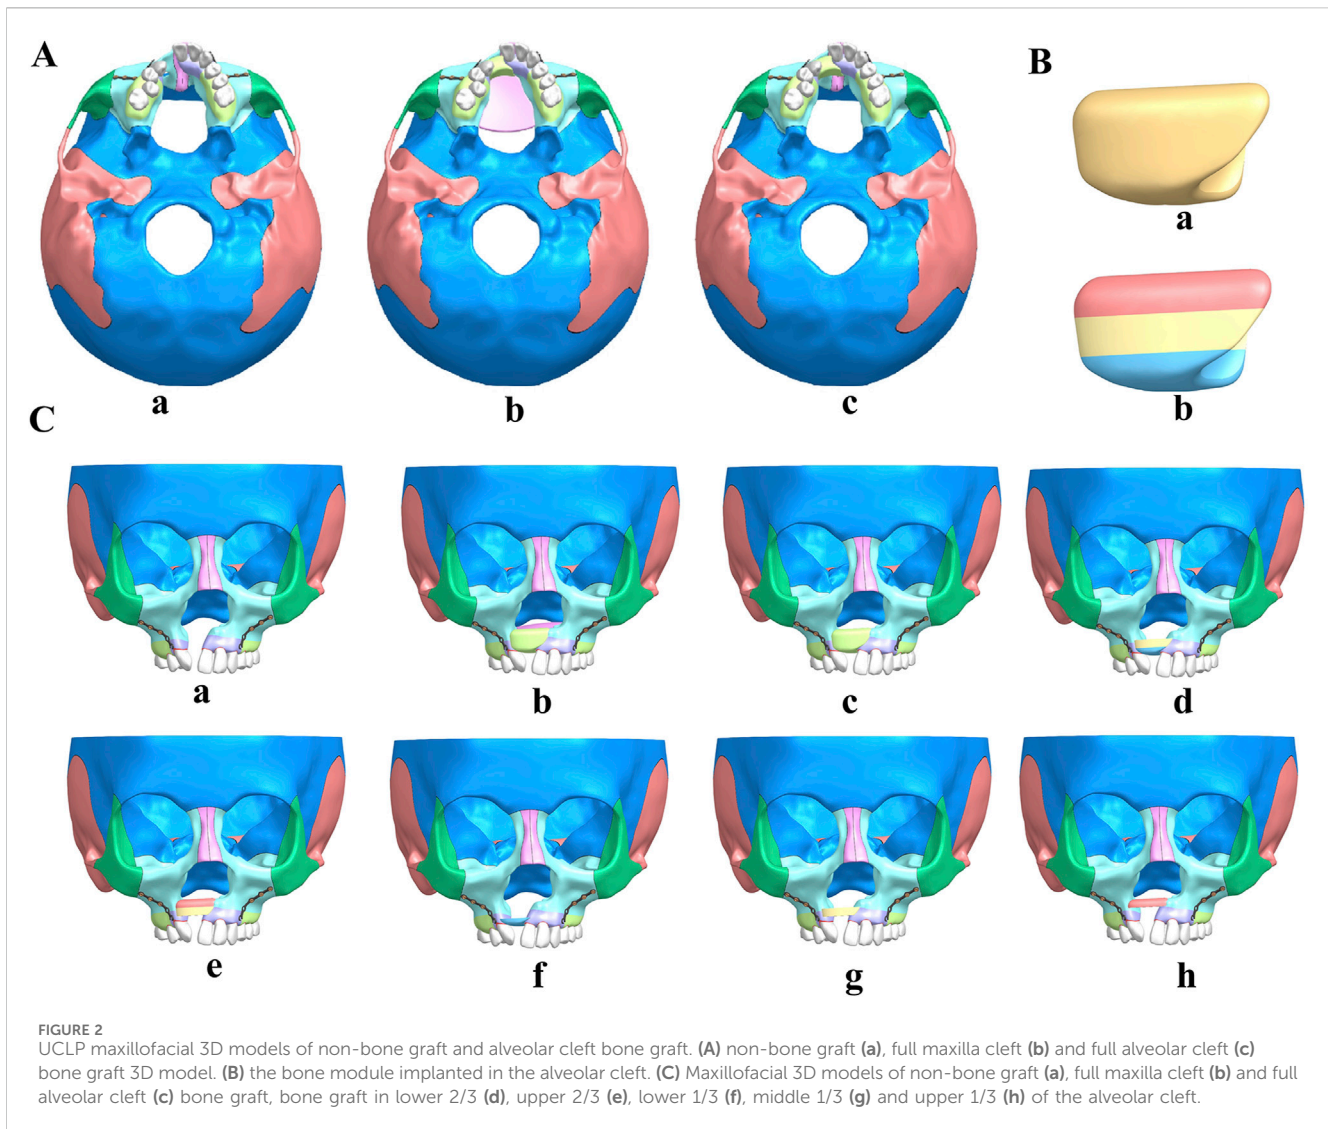 A
B
a
a
b
c
b
C
a
b
c
d
e
f
g
h
FIGURE 2
UCLP maxillofacial 3D models of non-bone graft and alveolar cleft bone graft. (A) non-bone graft (a), full maxilla cleft (b) and full alveolar cleft (c)
bone graft 3D model. (B) the bone module implanted in the alveolar cleft. (C) Maxillofacial 3D models of non-bone graft (a), full maxilla cleft (b) and full
alveolar cleft (c) bone graft, bone graft in lower 2/3 (d), upper 2/3 (e), lower 1/3 (f), middle 1/3 (g) and upper 1/3 (h) of the alveolar cleft.